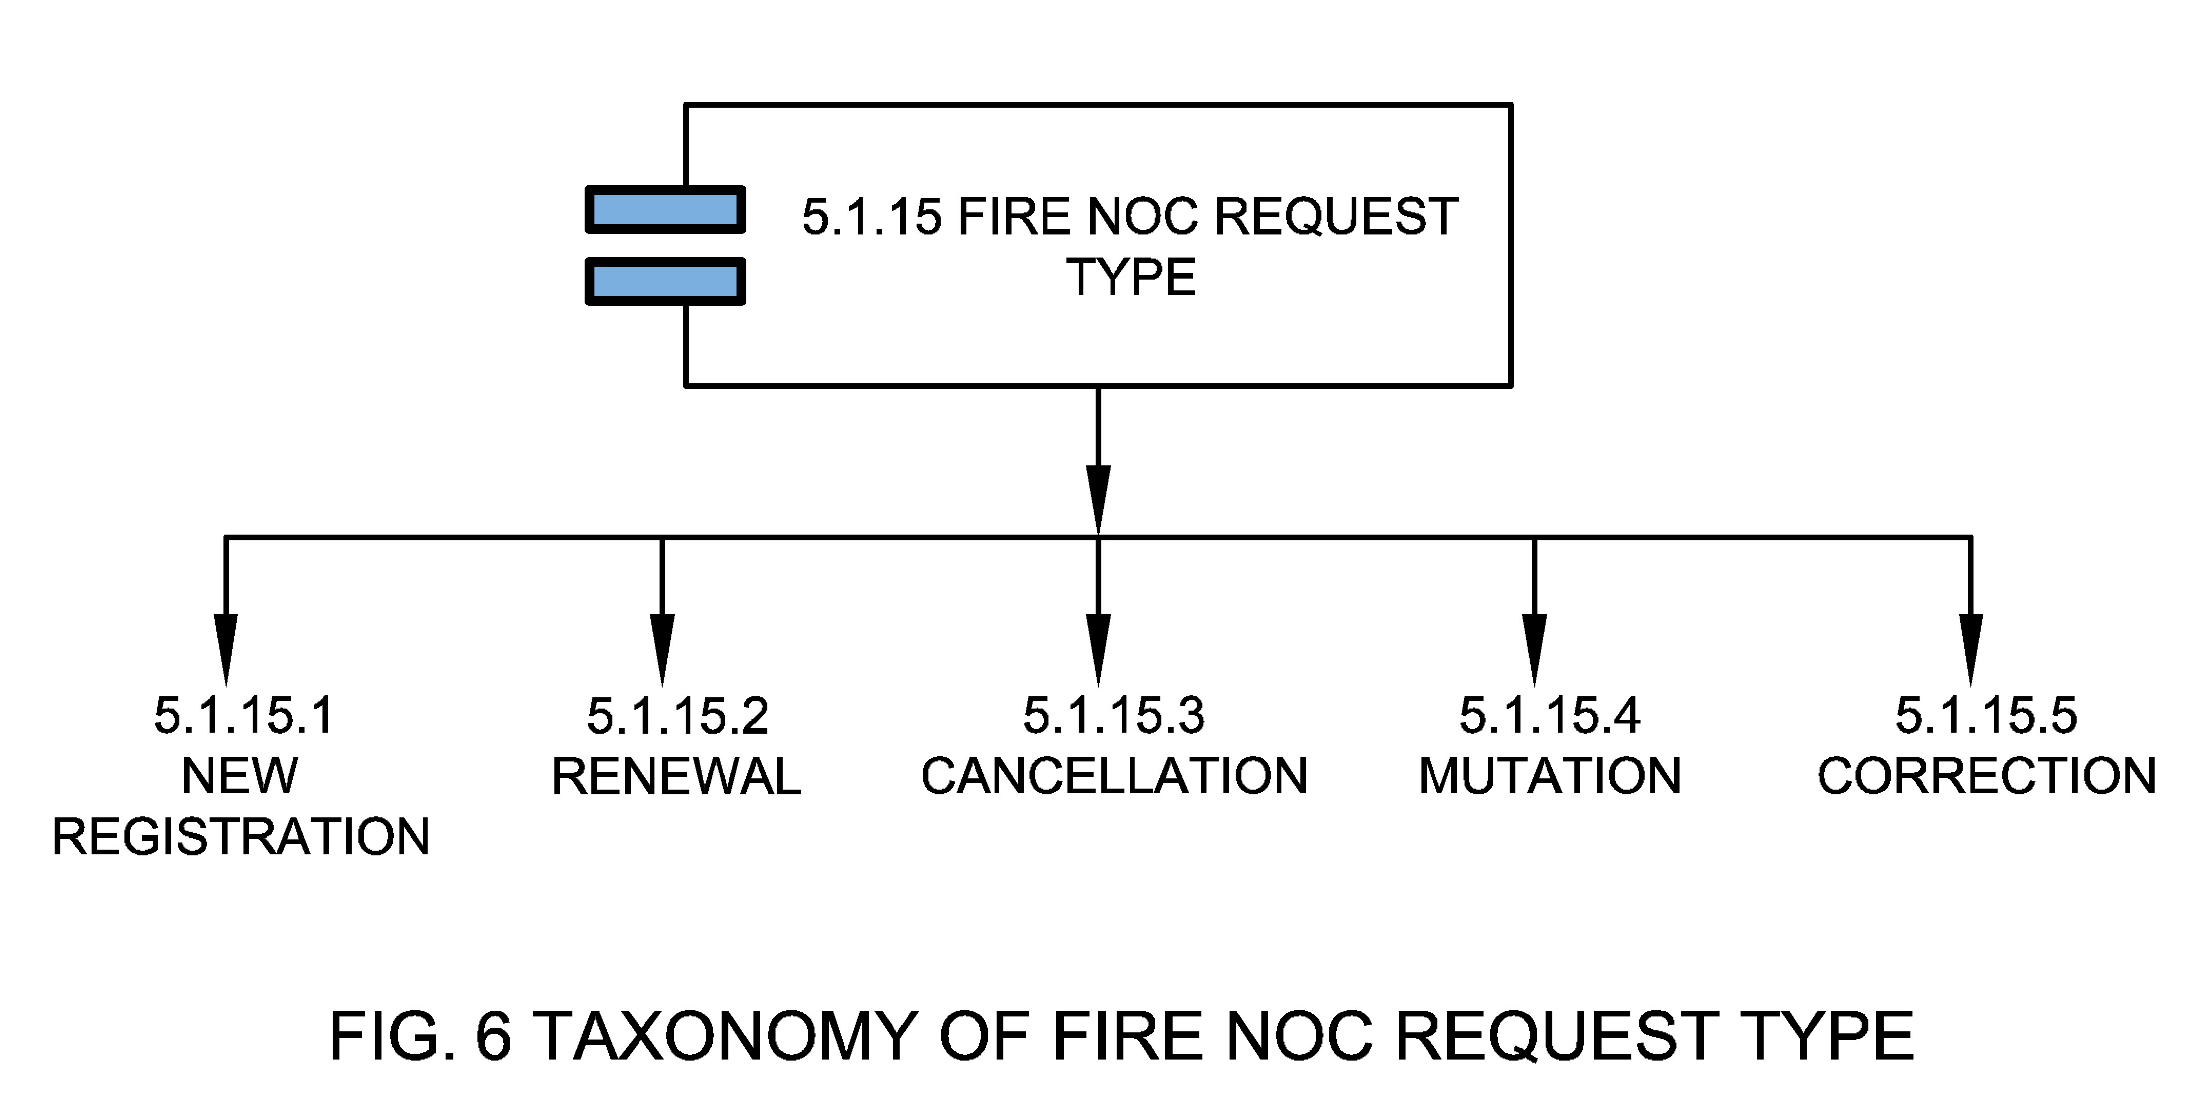 5.1.15 FIRE NOC REQUEST
TYPE
5.1.15.1
NEW
REGISTRATION
5.1.15.2
RENEWAL
5.1.15.3
CANCELLATION
5.1.15.4
MUTATION
5.1.15.5
CORRECTION
FIG. 6 TAXONOMY OF FIRE NOC REQUEST TYPE